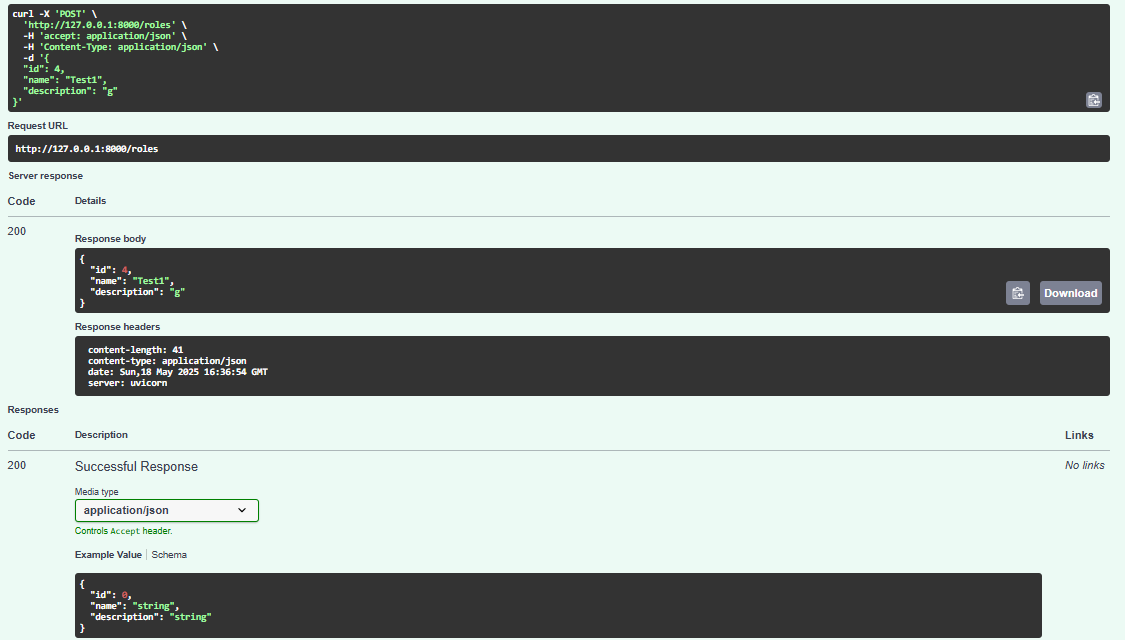 curl -X 'POST' \
'http://127.0.0.1:8000/roles' \
-H 'accept: application/json' \
-H 'Content-Type: application/json' \
-d '{
"id": 4,
"name": "Test1",
"description": "g"
}'
Request URL
http://127.0.0.1:8000/roles
Server response
Code Details
200
Response body
{
"id": 4,
"name": "Test1",
"description": "g"
}
Download
Response headers
content-length: 41
content-type: application/json
date: Sun,18 May 2025 16:36:54 GMT
server: uvicorn
Responses
Code Description Links
200 Successful Response No links
Media type
application/json
Controls Accept header.
Example Value Schema
{
"id": 0,
"name": "string",
"description": "string"
}